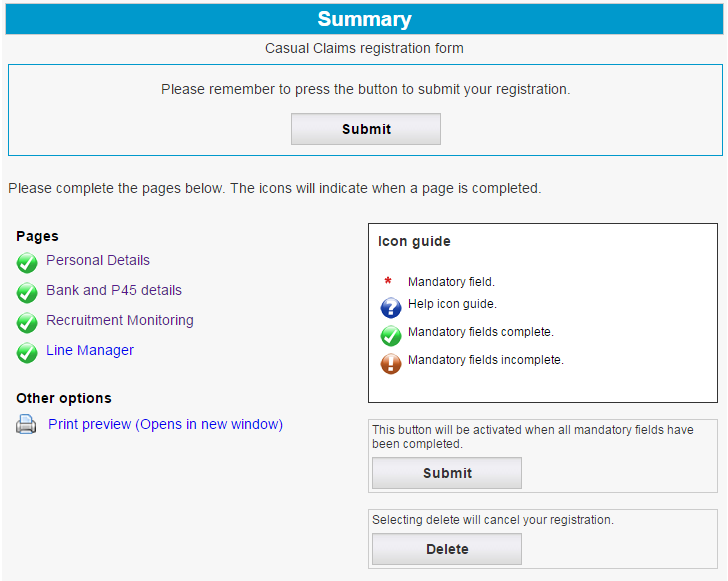 Summary
Casual Claims registration form
Please remember to press the button to submit your registration.
Submit
Please complete the pages below. The icons will indicate when a page is completed.
Pages
Personal Details
Bank and P45 details
Recruitment Monitoring
Line Manager
Other options
Print preview (Opens in new window)
Icon guide
* Mandatory field.
? Help icon guide.
Mandatory fields complete.
! Mandatory fields incomplete.
This button will be activated when all mandatory fields have
been completed.
Submit
Selecting delete will cancel your registration.
Delete